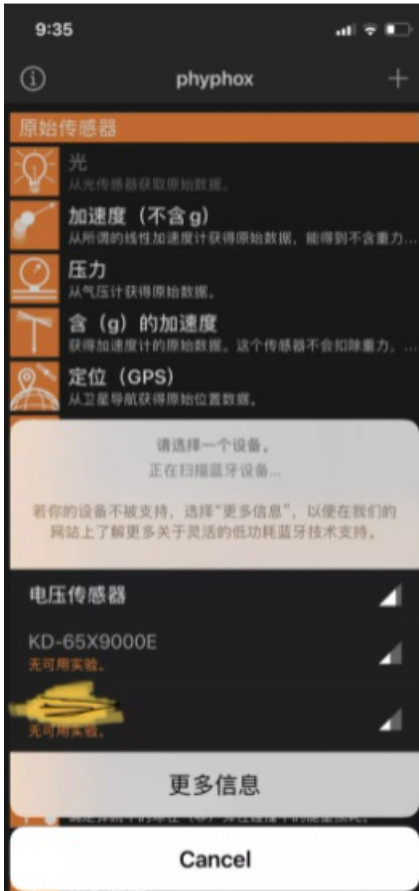 9:35
phyphox
原始传感器
光
从光传感器获取原始数据。
加速度（不含 g）
从所谓的线性加速度计获得原始数据，能得到不含重力...
压力
从气压计获得原始数据。
含（g）的加速度
获得加速度计的原始数据。这个传感器不会扣除重力，...
定位（GPS）
从卫星导航获得原始位置数据。
请选择一个设备。
正在扫描蓝牙设备...
若你的设备不被支持，选择“更多信息”，以便在我们的
网站上了解更多关于灵活的低功耗蓝牙技术支持。
电压传感器
KD-65X9000E
无可用实验。
无可用实验。
更多信息
Cancel